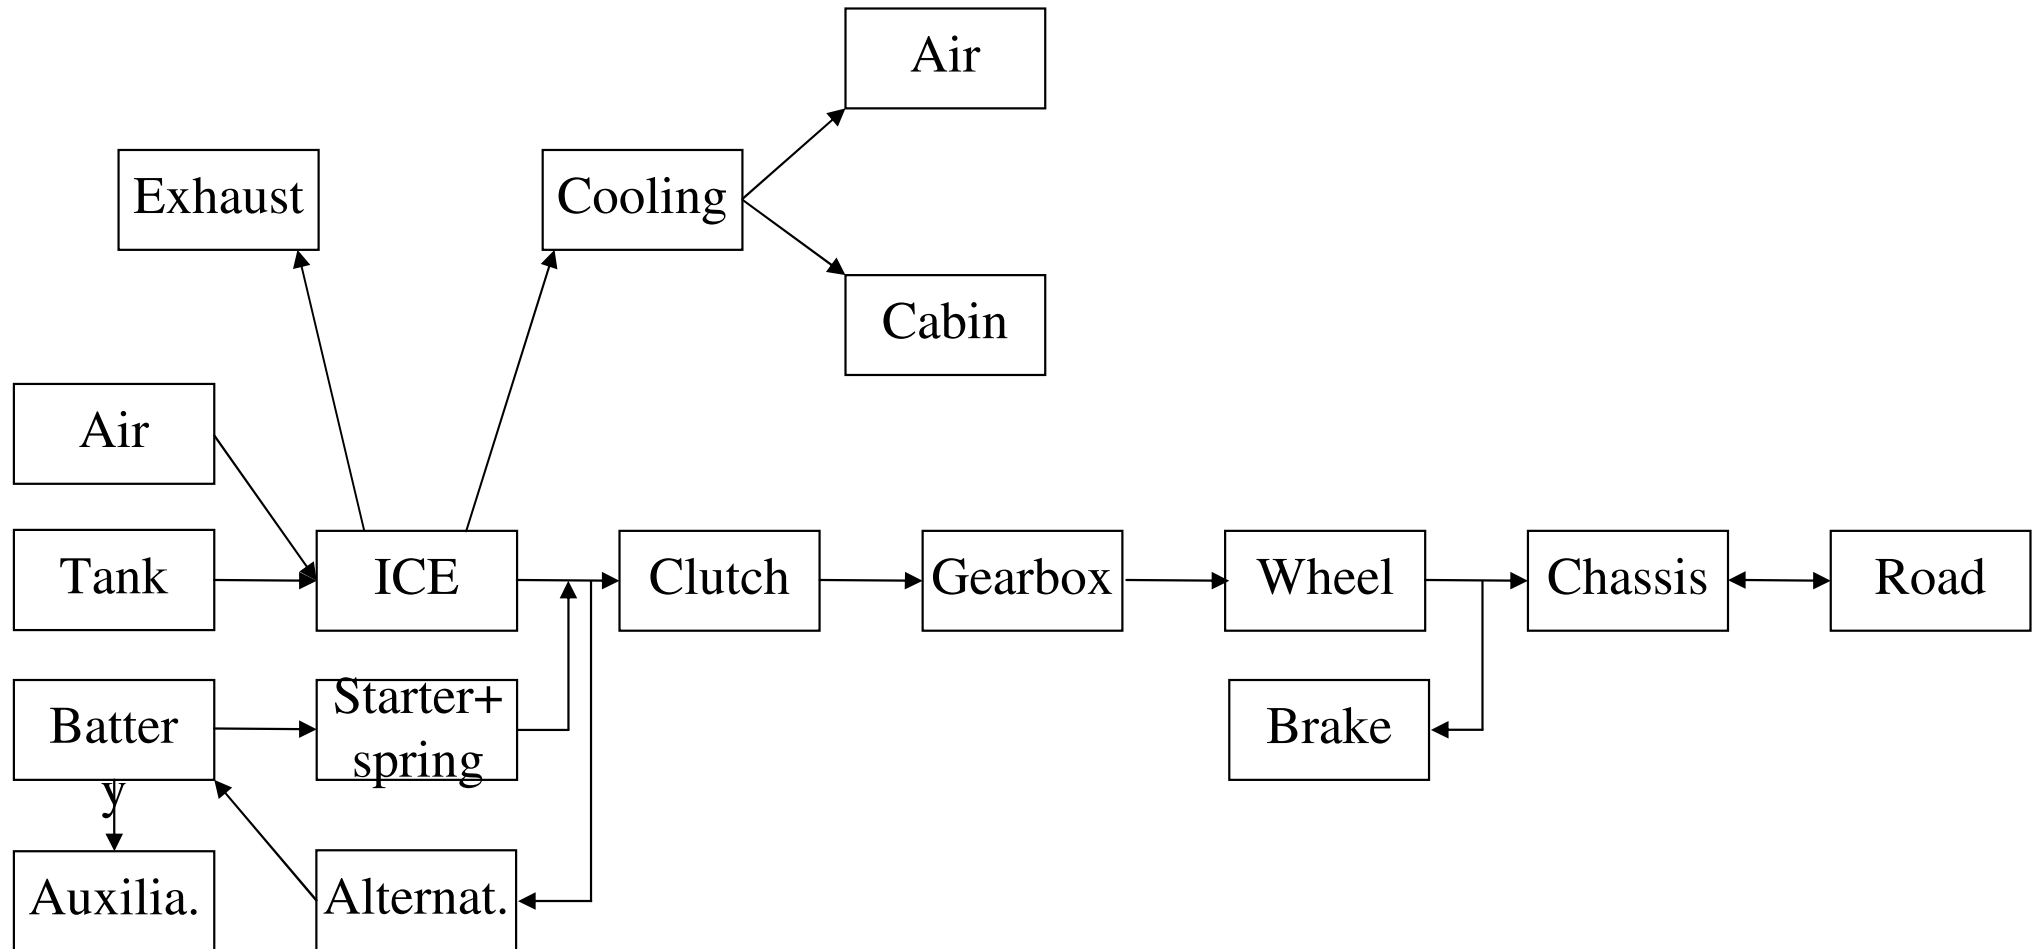 Air
Exhaust
Cooling
Cabin
Air
Tank
ICE
Clutch
Gearbox
Wheel
Chassis
Road
Batter
y
Starter+
spring
Brake
Auxilia.
Alternat.